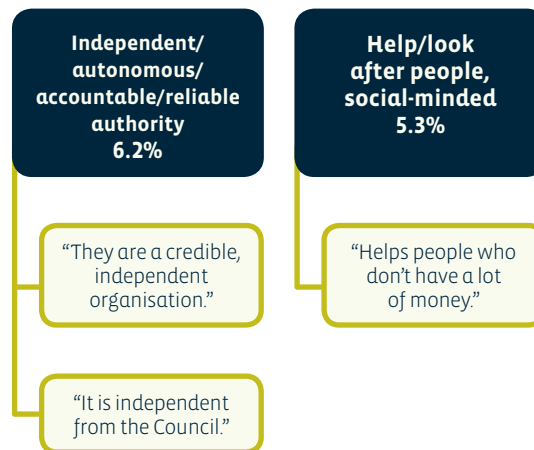 Independent/
autonomous/
accountable/reliable
authority
6.2%
“They are a credible,
independent
organisation.”
“It is independent
from the Council.”
Help/look
after people,
social-minded
5.3%
“Helps people who
don’t have a lot
of money.”